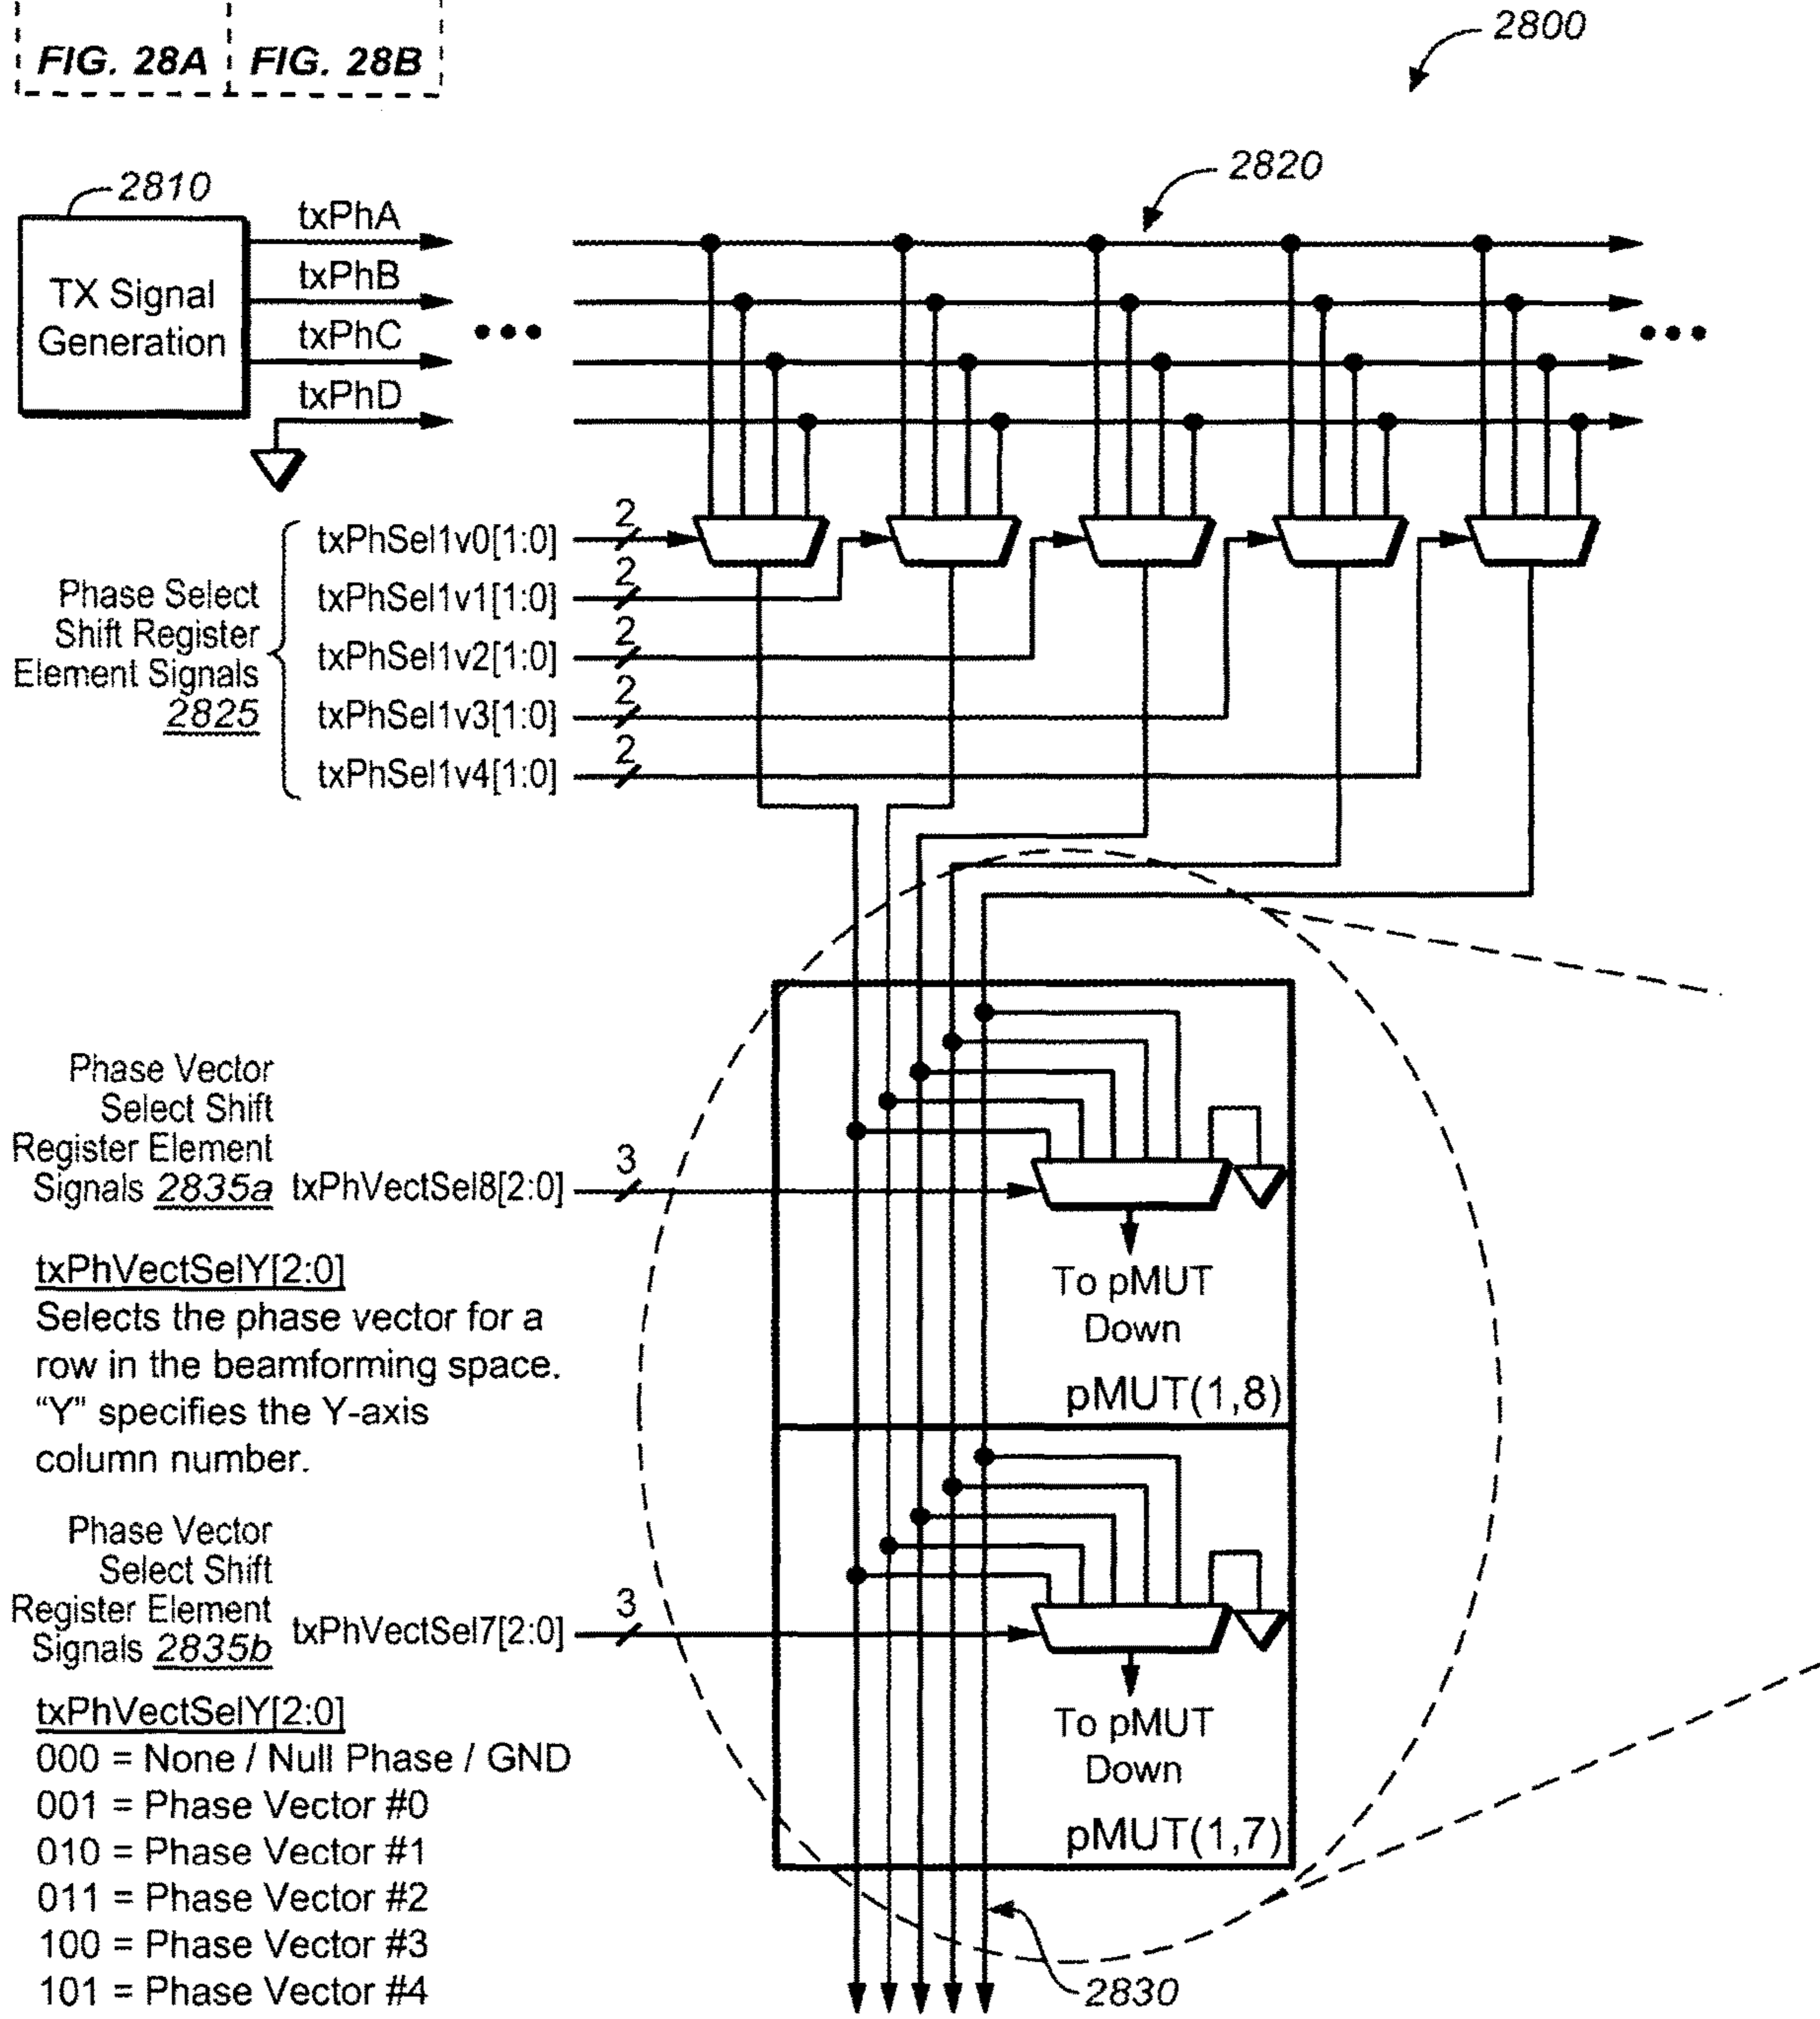 FIG. 28A FIG. 28B
2800
2810
2820
txPhA
txPhB
txPhC
txPhD
TX Signal
Generation
Phase Select
Shift Register
Element Signals
2825
txPhSel1v0[1:0]
2
txPhSel1v1[1:0]
2
txPhSel1v2[1:0]
2
txPhSel1v3[1:0]
2
txPhSel1v4[1:0]
2
Phase Vector
Select Shift
Register Element
Signals 2835a txPhVectSel8[2:0]
3
To pMUT
Down
pMUT(1,8)
txPhVectSelY[2:0]
Selects the phase vector for a
row in the beamforming space.
“Y” specifies the Y-axis
column number.
Phase Vector
Select Shift
Register Element
Signals 2835b txPhVectSel7[2:0]
3
To pMUT
Down
pMUT(1,7)
txPhVectSelY[2:0]
000 = None / Null Phase / GND
001 = Phase Vector #0
010 = Phase Vector #1
011 = Phase Vector #2
100 = Phase Vector #3
101 = Phase Vector #4
2830